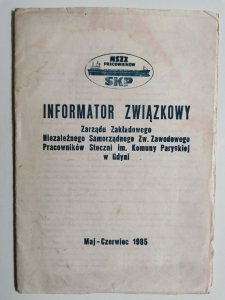 NSZZ
PRACOWNIKÓW
SKP
INFORMATOR ZWIĄZKOWY
Zarządu Zakładowego
Niezależnego Samorządnego Zw. Zawodowego
Pracowników Stoczni im. Komuny Paryskiej
w Gdyni
Maj-Czerwiec 1985